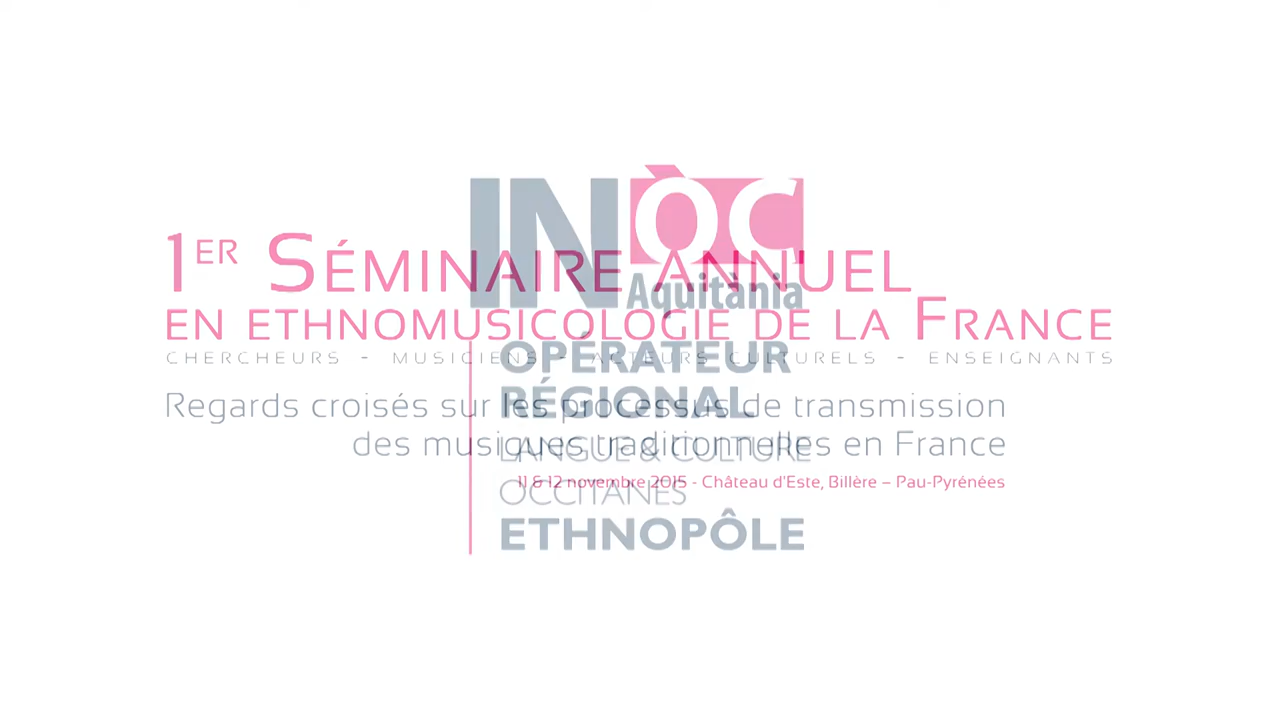 INÒC
Aquitània
OPÉRATEUR
RÉGIONAL
LANGUE & CULTURE
OCCITANES
ETHNOPÔLE
1ER SÉMINAIRE ANNUEL
EN ETHNOMUSICOLOGIE DE LA FRANCE
CHERCHEURS - MUSICIENS - ACTEURS CULTURELS - ENSEIGNANTS
Regards croisés sur les processus de transmission
des musiques traditionnelles en France
11 & 12 novembre 2015 - Château d'Este, Billère – Pau-Pyrénées